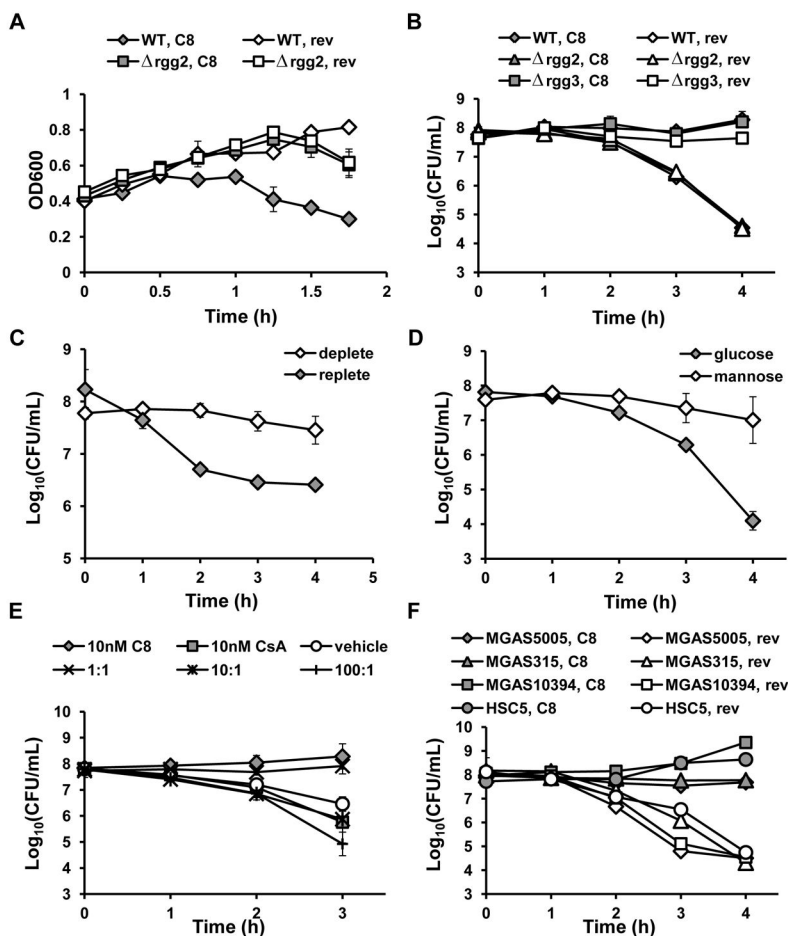 A
WT, C8
WT, rev
Δrgg2, C8
Δrgg2, rev
OD600
1
0.8
0.6
0.4
0.2
0
0
0.5
1
1.5
2
Time (h)
B
WT, C8
WT, rev
Δrgg2, C8
Δrgg2, rev
Δrgg3, C8
Δrgg3, rev
Log10(CFU/mL)
9
8
7
6
5
4
3
0
1
2
3
4
Time (h)
C
deplete
replete
Log10(CFU/mL)
9
8
7
6
5
0
1
2
3
4
5
Time (h)
D
glucose
mannose
Log10(CFU/mL)
9
8
7
6
5
4
3
0
1
2
3
4
Time (h)
E
10nM C8
10nM CsA
vehicle
1:1
10:1
100:1
Log10(CFU/mL)
10
9
8
7
6
5
4
3
0
1
2
3
Time (h)
F
MGAS5005, C8
MGAS5005, rev
MGAS315, C8
MGAS315, rev
MGAS10394, C8
MGAS10394, rev
HSC5, C8
HSC5, rev
Log10(CFU/mL)
10
9
8
7
6
5
4
3
0
1
2
3
4
Time (h)